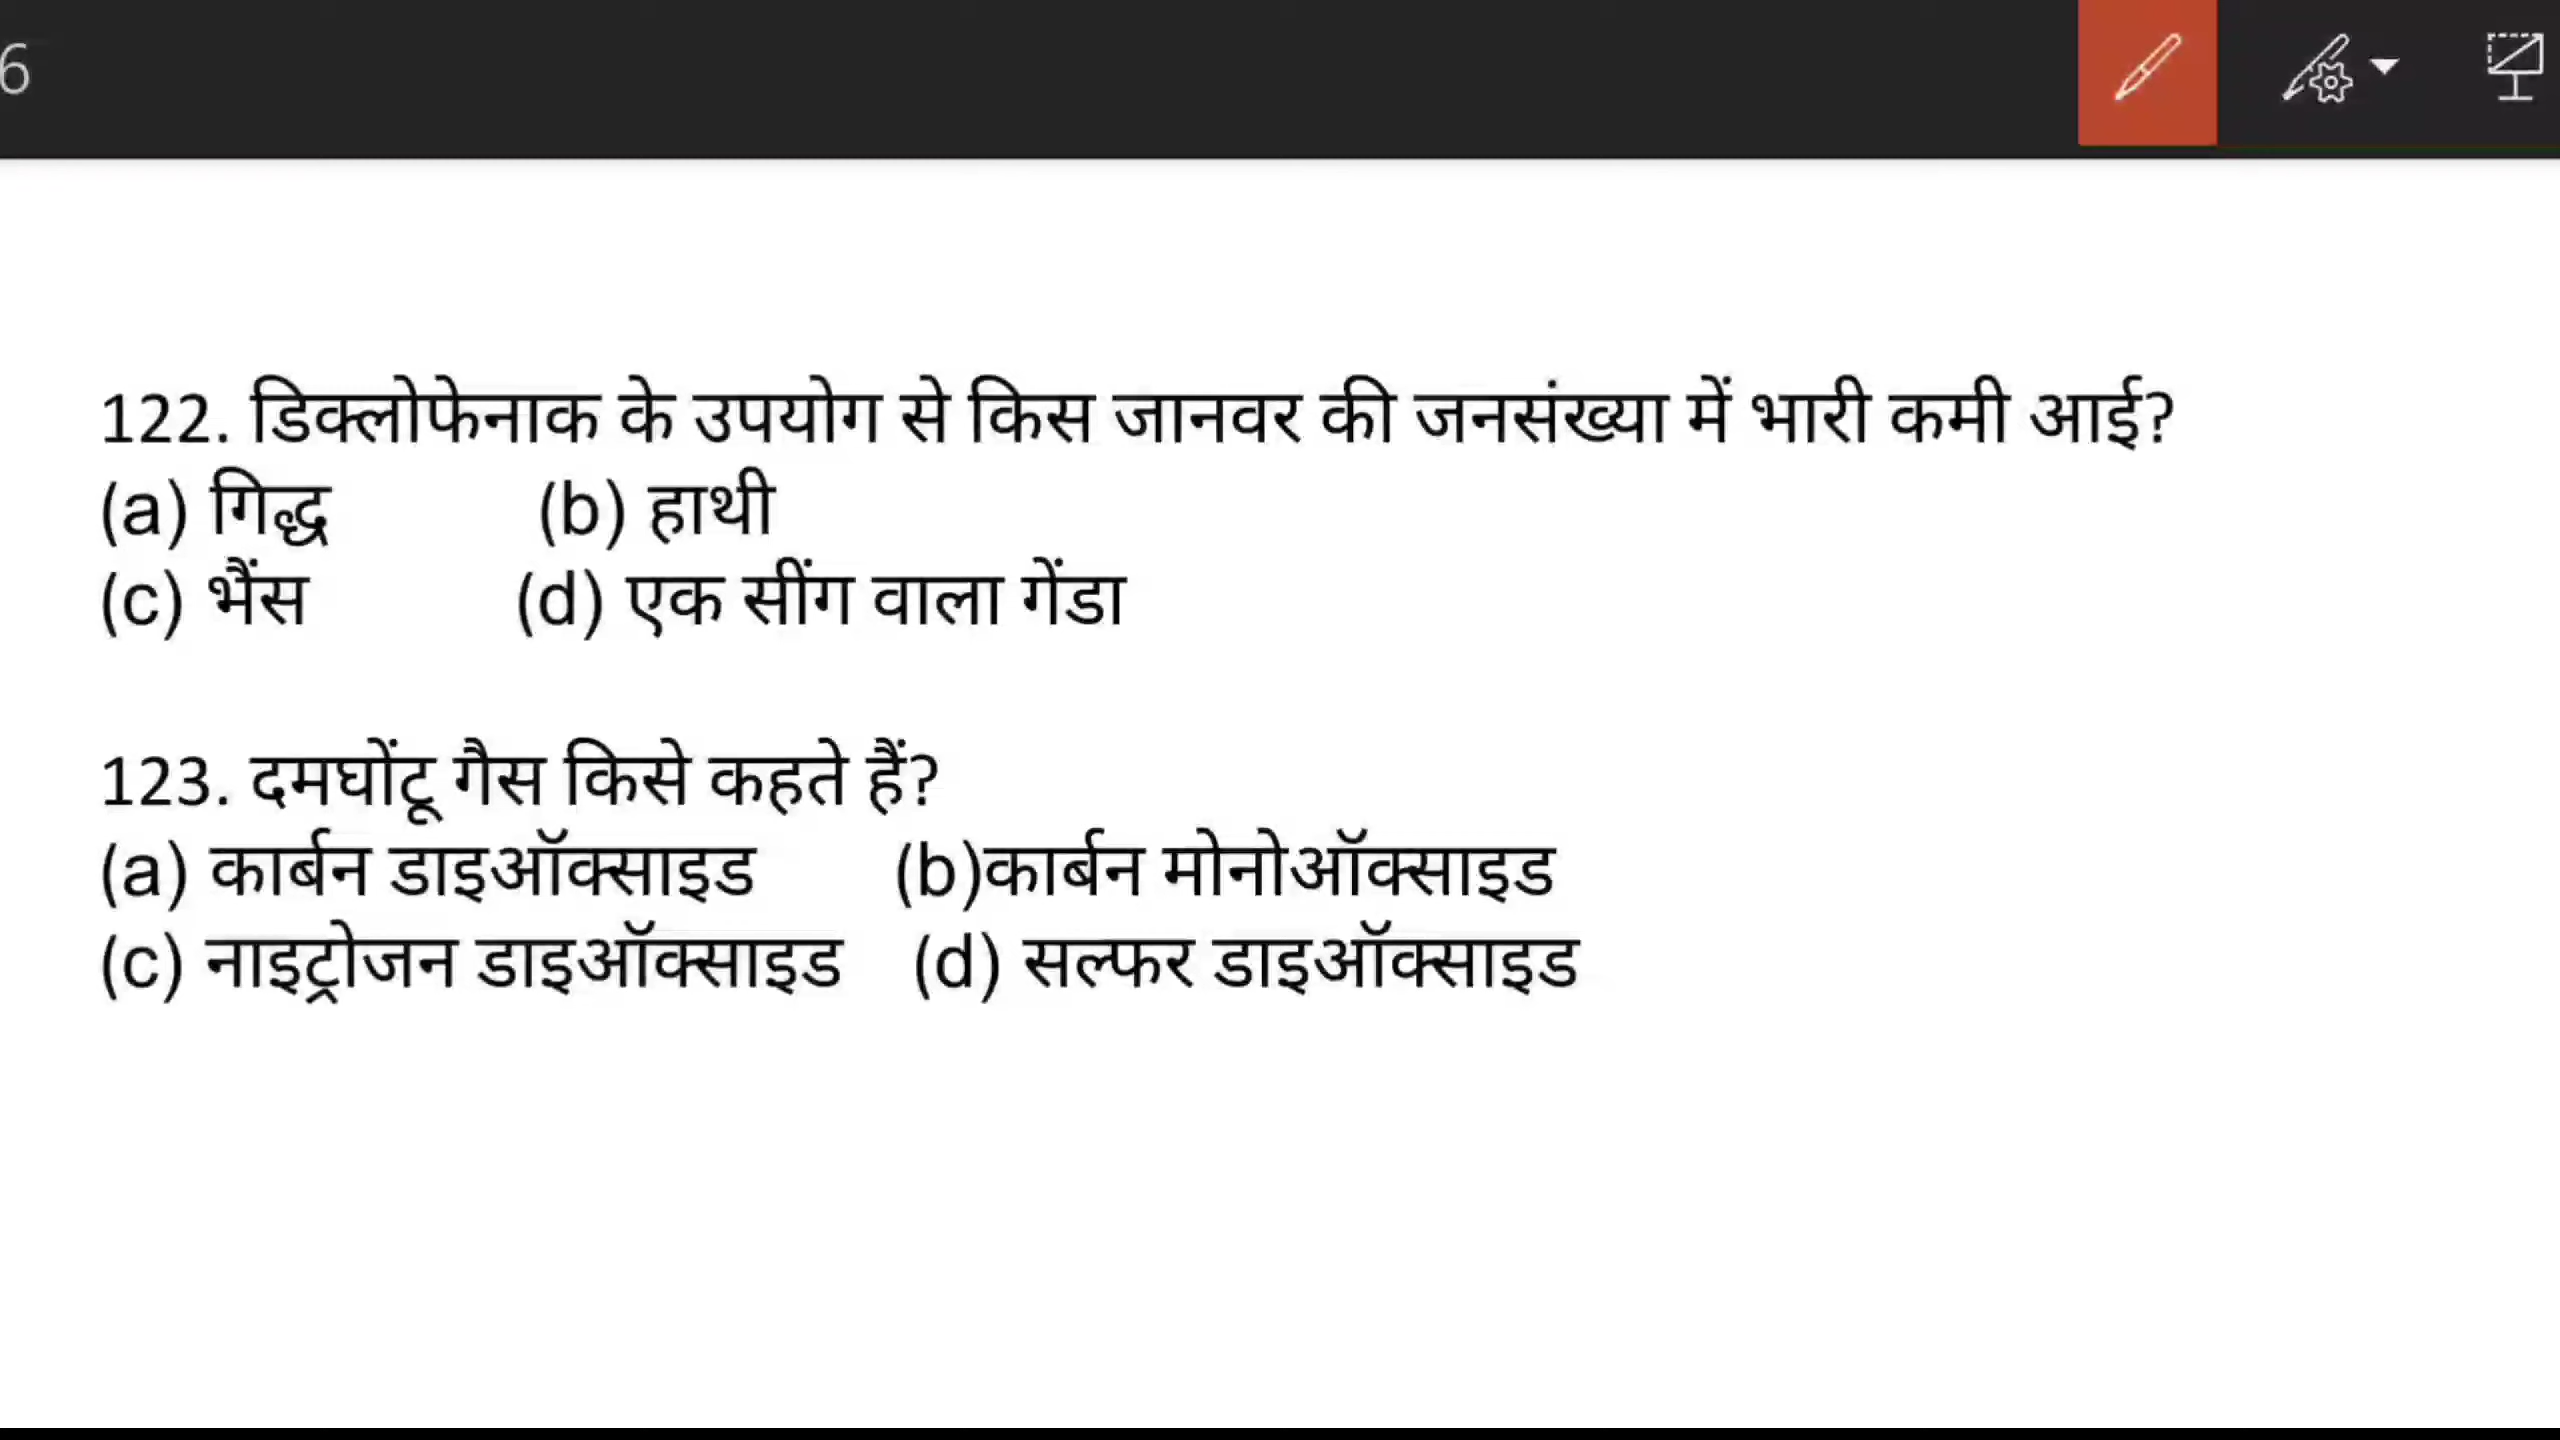 6
122. डिक्लोफेनाक के उपयोग से किस जानवर की जनसंख्या में भारी कमी आई?
(a) गिद्ध (b) हाथी
(c) भैंस (d) एक सींग वाला गेंडा
123. दमघोंटू गैस किसे कहते हैं?
(a) कार्बन डाइऑक्साइड (b)कार्बन मोनोऑक्साइड
(c) नाइट्रोजन डाइऑक्साइड (d) सल्फर डाइऑक्साइड